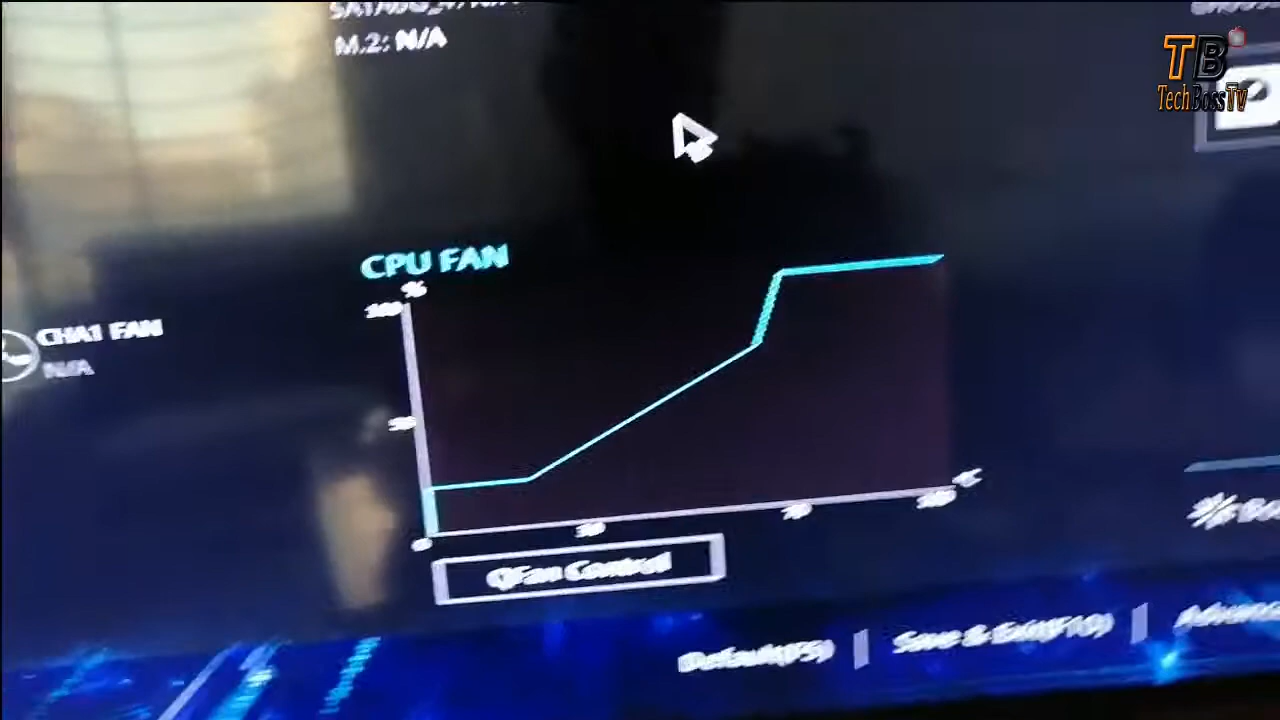 M.2: N/A
TB
TechBossTv
CPU FAN
%
100
CHA1 FAN
N/A
50
°C
0
30
70
100
QFan Control
Default(F5)
Save & Exit(F10)